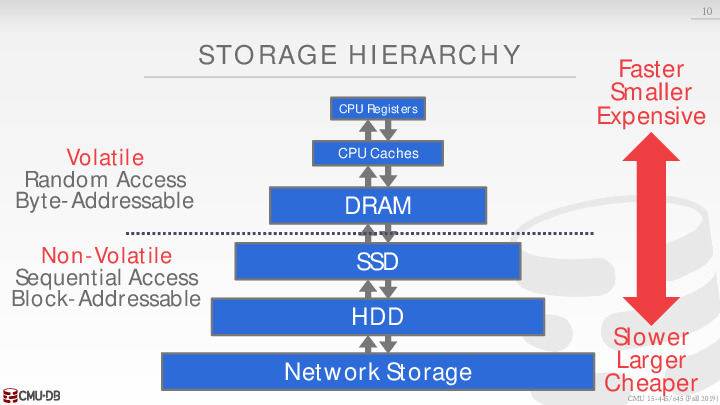 10
STORAGE HIERARCHY
Faster
Smaller
Expensive
CPU Registers
CPU Caches
Volatile
Random Access
Byte-Addressable
DRAM
Non-Volatile
Sequential Access
Block-Addressable
SSD
HDD
Network Storage
Slower
Larger
Cheaper
CMU·DB
CMU 15-445/645 (Fall 2019)